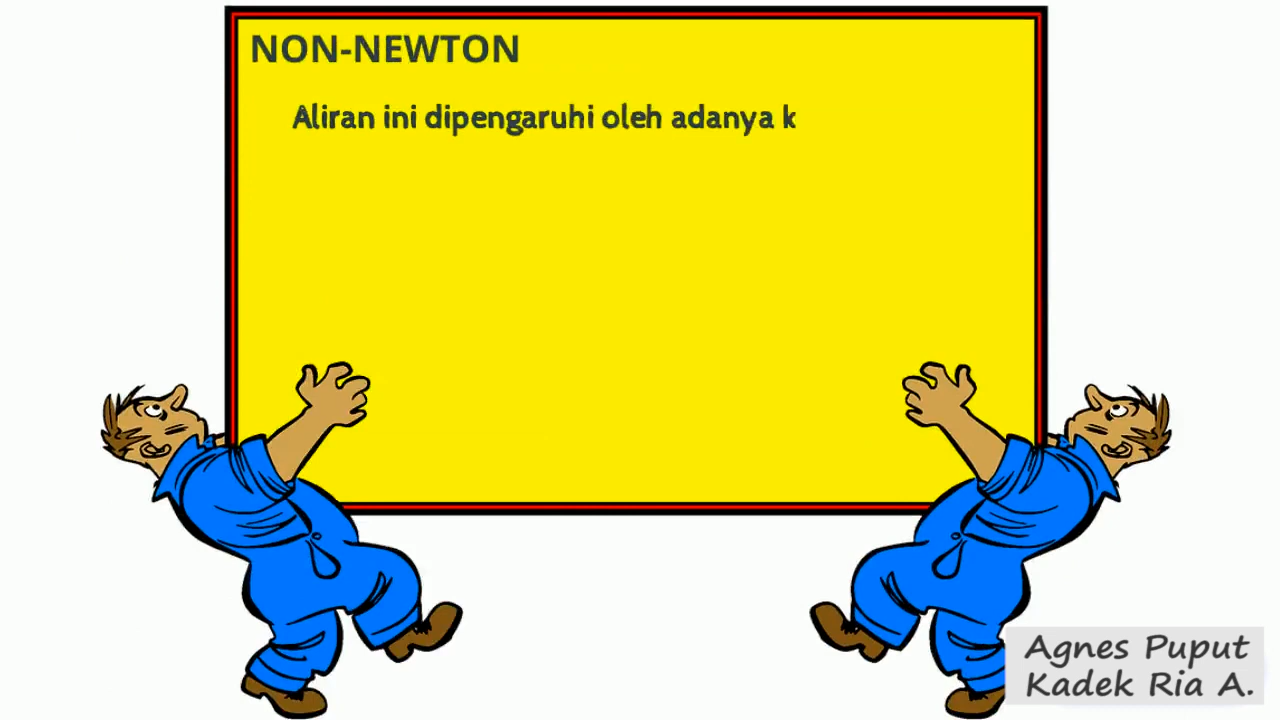 NON-NEWTON
Aliran ini dipengaruhi oleh adanya k
Agnes Puput
Kadek Ria A.